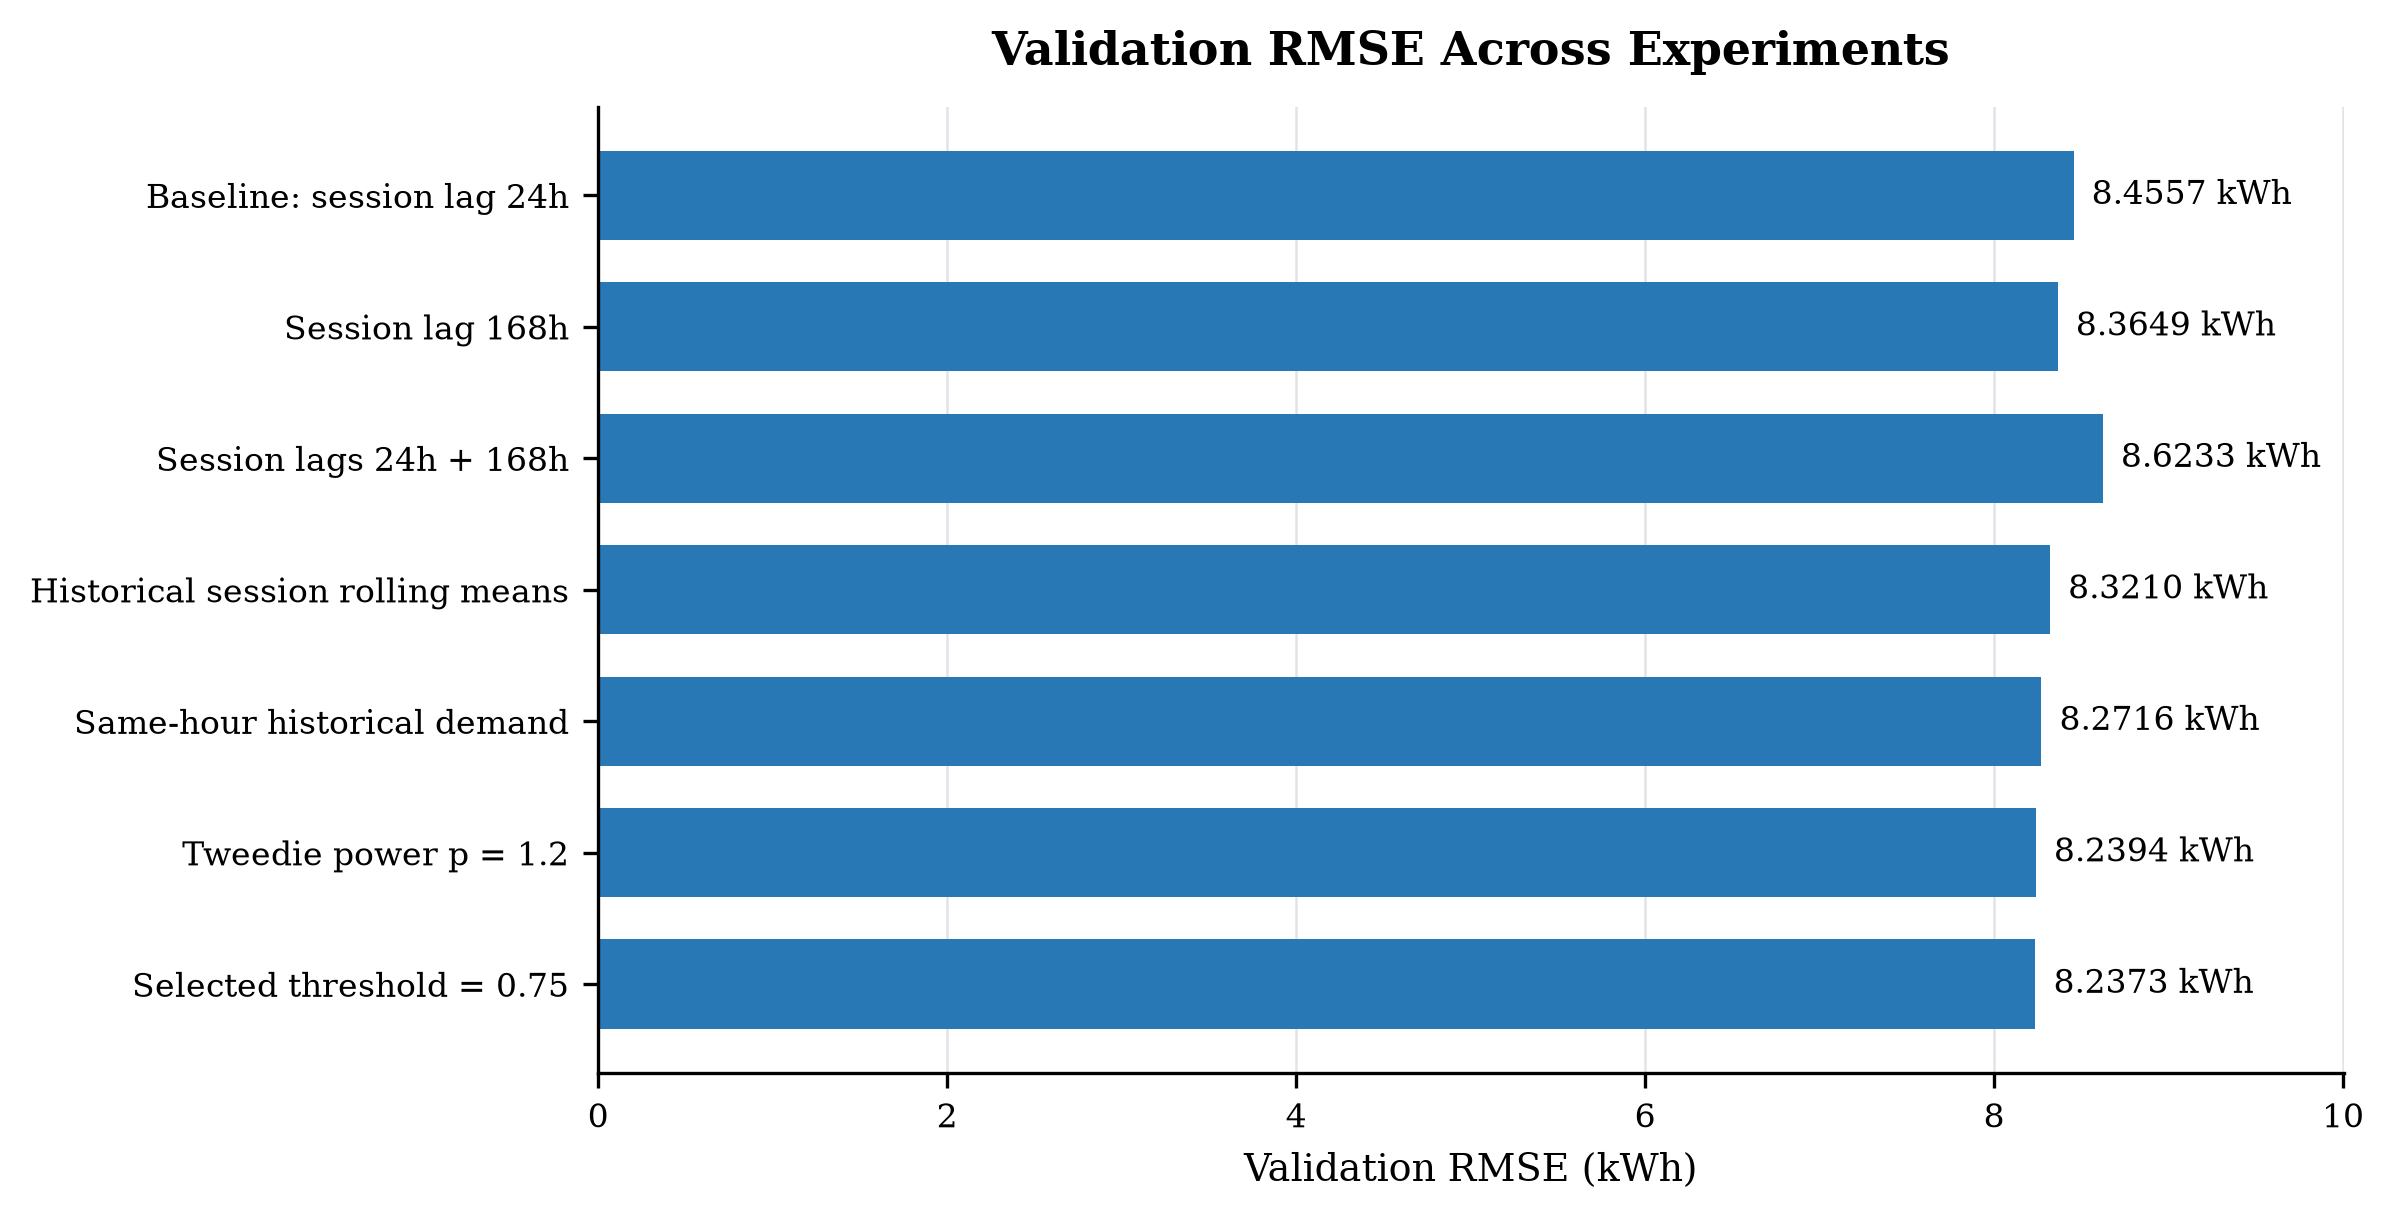 Validation RMSE Across Experiments
Baseline: session lag 24h
8.4557 kWh
Session lag 168h
8.3649 kWh
Session lags 24h + 168h
8.6233 kWh
Historical session rolling means
8.3210 kWh
Same-hour historical demand
8.2716 kWh
Tweedie power p = 1.2
8.2394 kWh
Selected threshold = 0.75
8.2373 kWh
0 2 4 6 8 10
Validation RMSE (kWh)